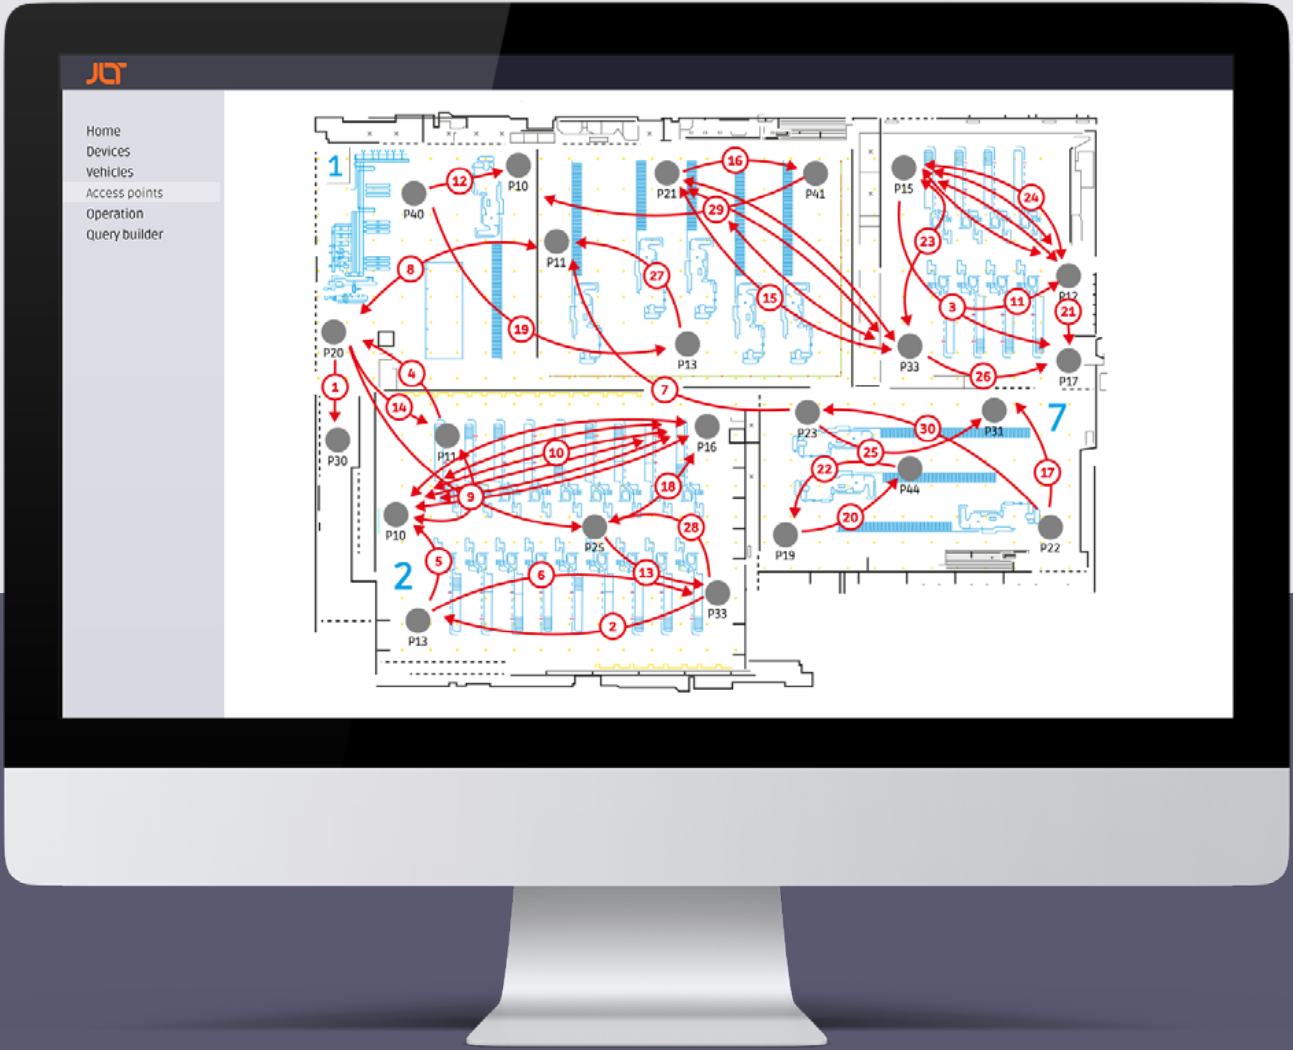 JLT
Home
Devices
Vehicles
Access points
Operation
Query builder
1
12
P10
P40
P21
16
P41
29
P15
24
23
P11
8
27
15
3
11
P12
21
19
P20
P13
P33
26
P17
1
4
14
7
P30
P11
10
P16
P23
30
P31
7
25
22
P44
17
9
18
P10
P25
28
20
P19
P22
5
2
6
13
P33
P13
2